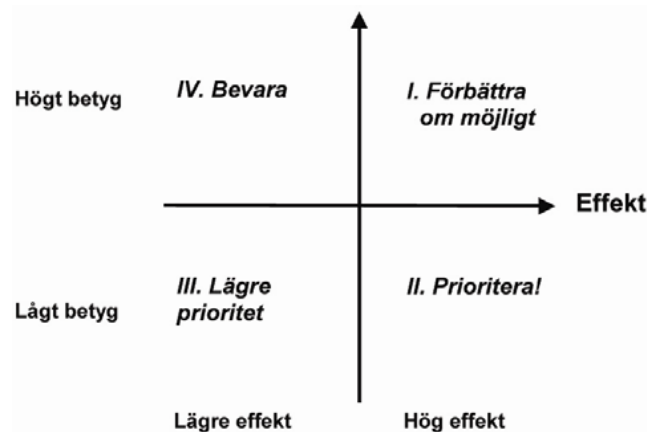 Högt betyg
IV. Bevara
I. Förbättra
om möjligt
Effekt
Lågt betyg
III. Lägre
prioritet
II. Prioritera!
Lägre effekt
Hög effekt